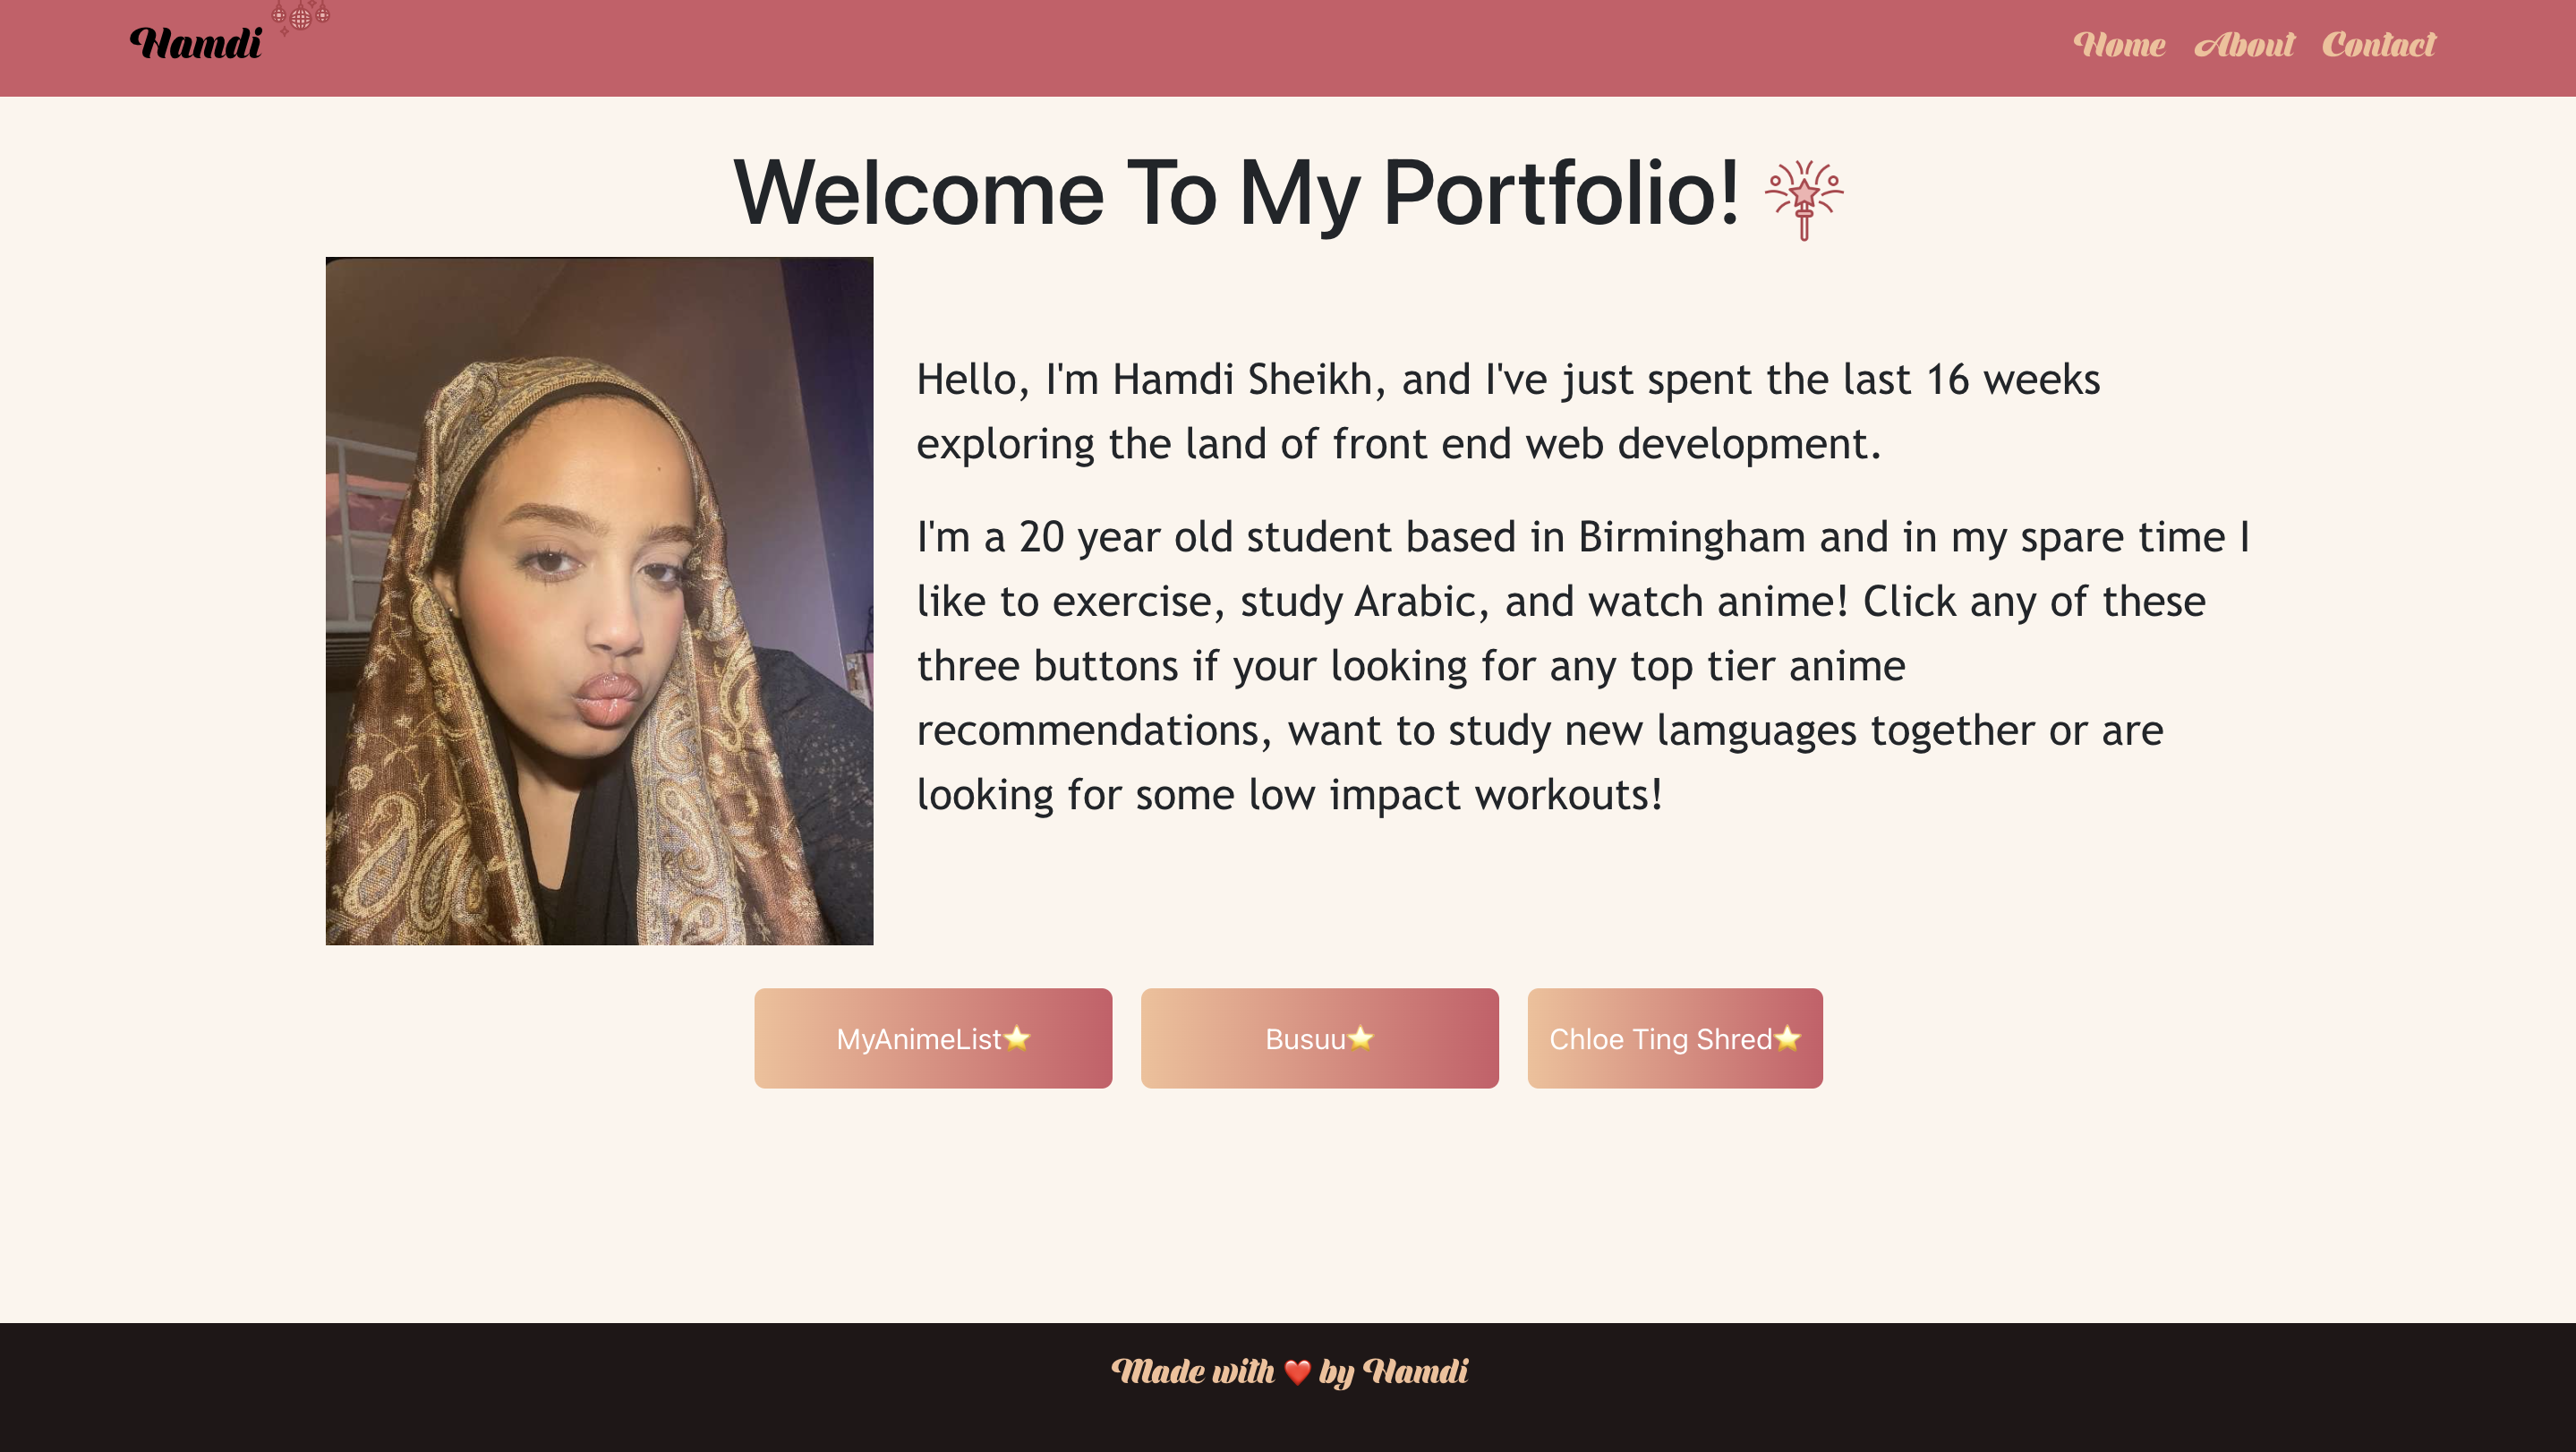 Hamdi
Home About Contact
Welcome To My Portfolio!
Hello, I'm Hamdi Sheikh, and I've just spent the last 16 weeks
exploring the land of front end web development.
I'm a 20 year old student based in Birmingham and in my spare time I
like to exercise, study Arabic, and watch anime! Click any of these
three buttons if your looking for any top tier anime
recommendations, want to study new lamguages together or are
looking for some low impact workouts!
MyAnimeList⭐ Busuu⭐ Chloe Ting Shred⭐
Made with ❤️ by Hamdi